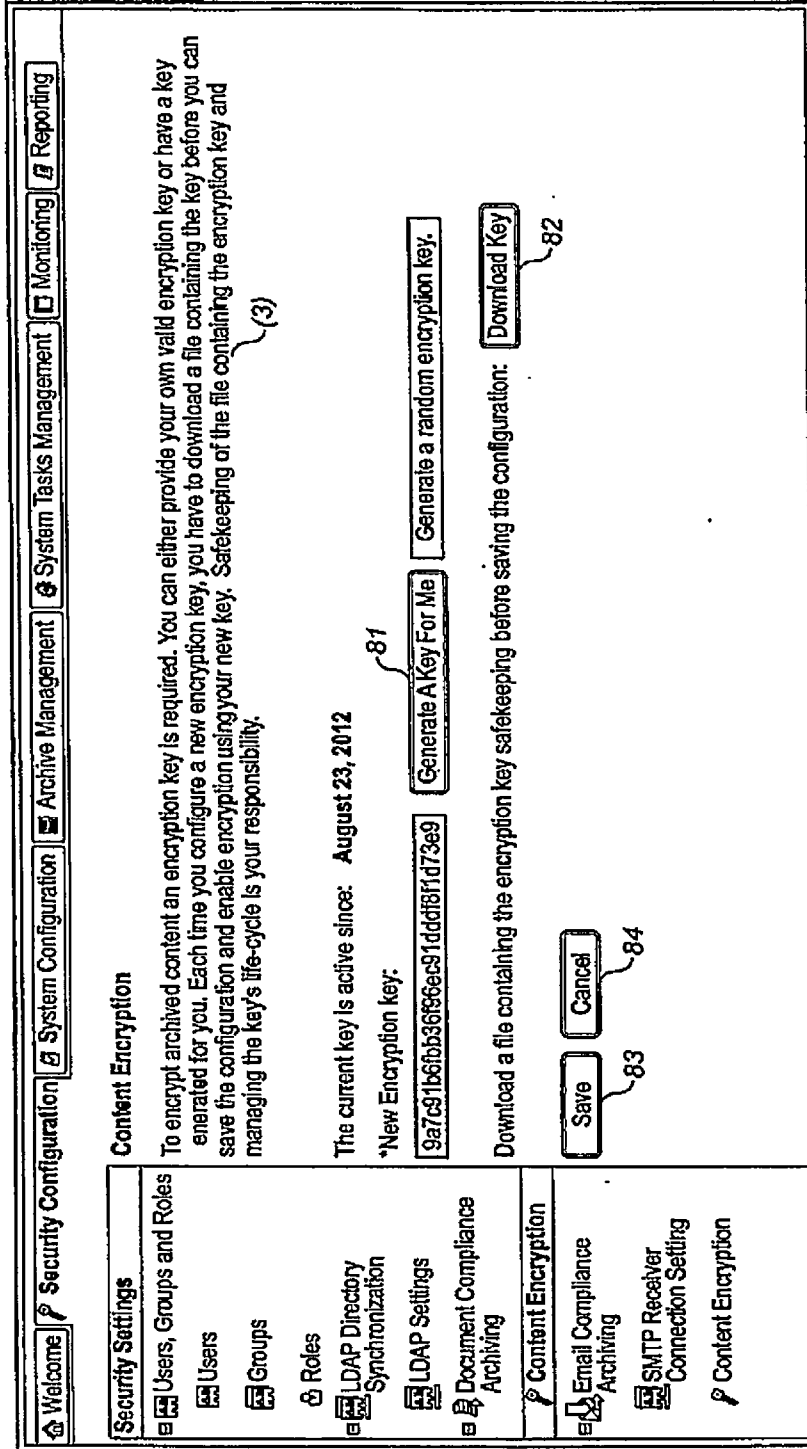 Welcome Security Configuration System Configuration Archive Management System Tasks Management Monitoring Reporting
Security Settings
Users, Groups and Roles
Users
Groups
Roles
LDAP Directory
Synchronization
LDAP Settings
Document Compliance
Archiving
Content Encryption
Email Compliance
Archiving
SMTP Receiver
Connection Setting
Content Encryption
Content Encryption
To encrypt archived content an encryption key is required. You can either provide your own valid encryption key or have a key
enerated for you. Each time you configure a new encryption key, you have to download a file containing the key before you can
save the configuration and enable encryption using your new key. Safekeeping of the file containing the encryption key and
managing the key's life-cycle is your responsibility.
(3)
The current key is active since: August 23, 2012
*New Encryption key:
81
9a7c91b6fbb36f96ec91dddf8f1d73e9 Generate A Key For Me Generate a random encryption key.
Download a file containing the encryption key safekeeping before saving the configuration: Download Key
82
Save Cancel
83 84